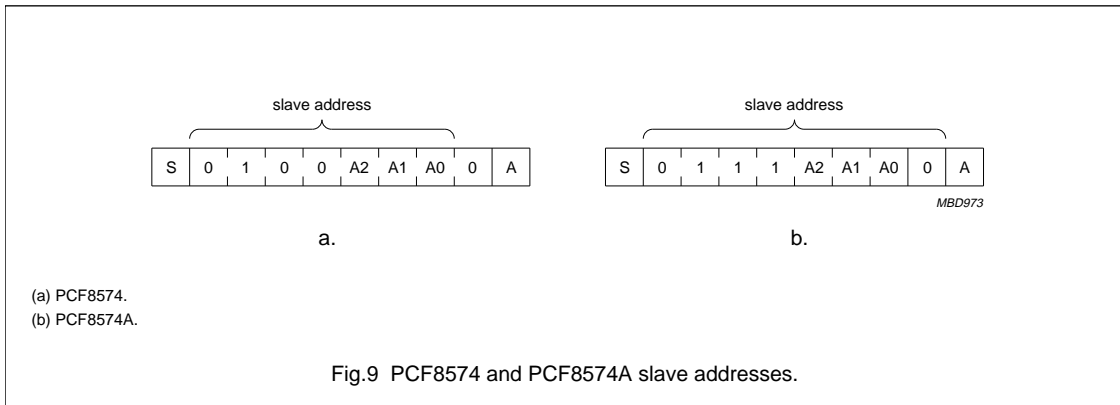 slave address
slave address
S 0 1 0 0 A2 A1 A0 0 A
S 0 1 1 1 A2 A1 A0 0 A
MBD973
a.
b.
(a) PCF8574.
(b) PCF8574A.
Fig.9 PCF8574 and PCF8574A slave addresses.